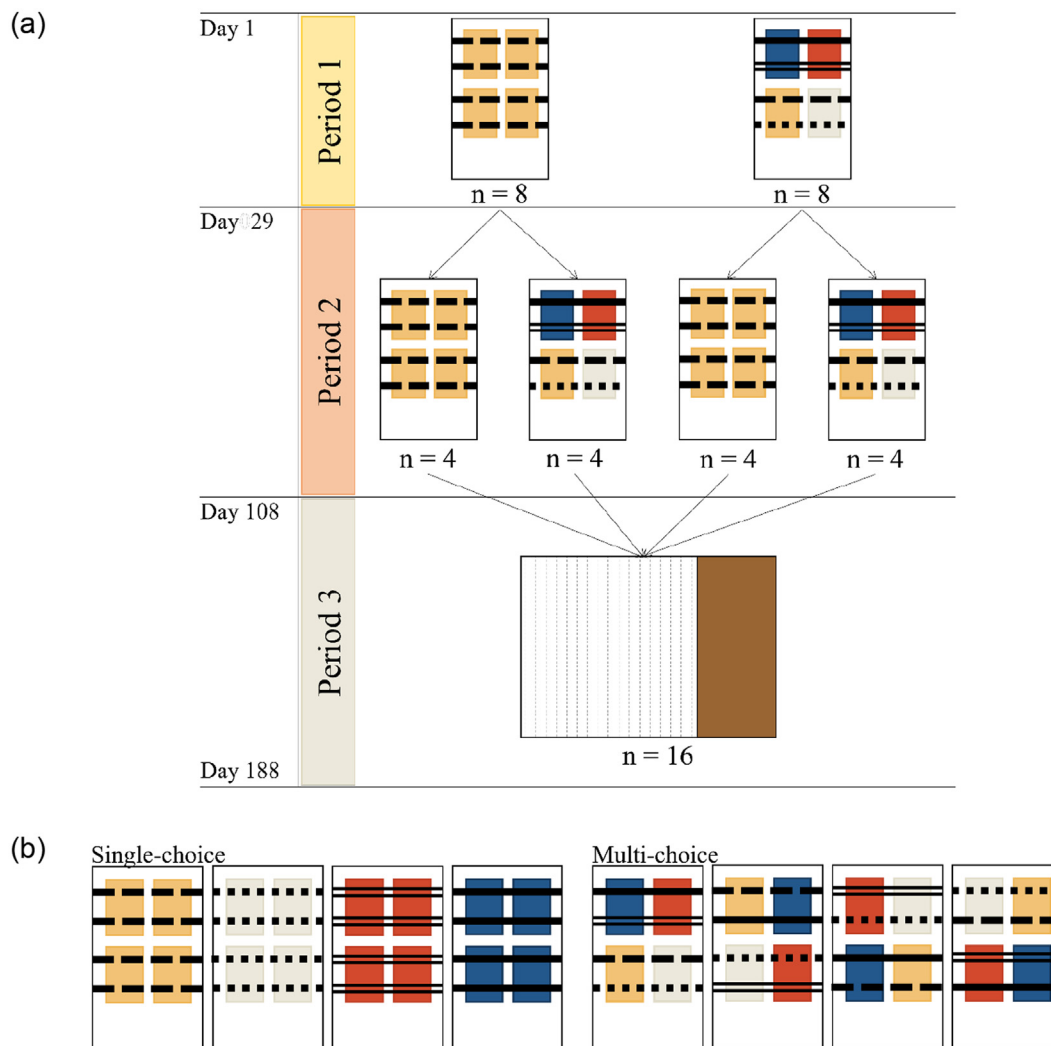 (a)
Day 1
Period 1
n = 8
n = 8
Day 29
Period 2
n = 4
n = 4
n = 4
n = 4
Day 108
Period 3
n = 16
Day 188
(b)
Single-choice
Multi-choice